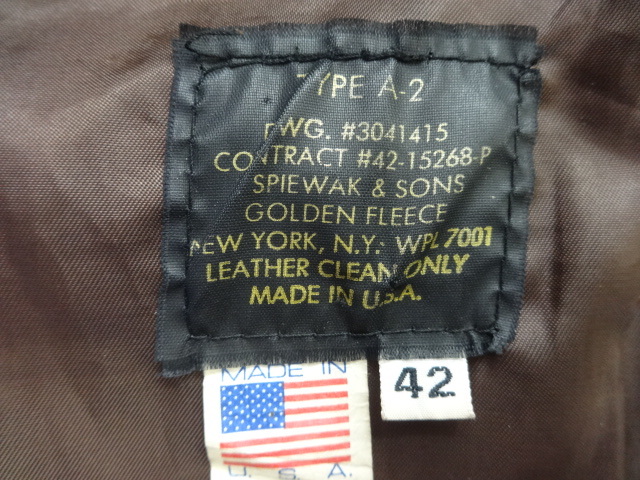 TYPE A-2
DWG. #3041415
CONTRACT #42-15268-P
SPIEWAK & SONS
GOLDEN FLEECE
NEW YORK, N.Y. WPL 7001
LEATHER CLEAN ONLY
MADE IN U.S.A.
MADE IN
U. S. A.
42